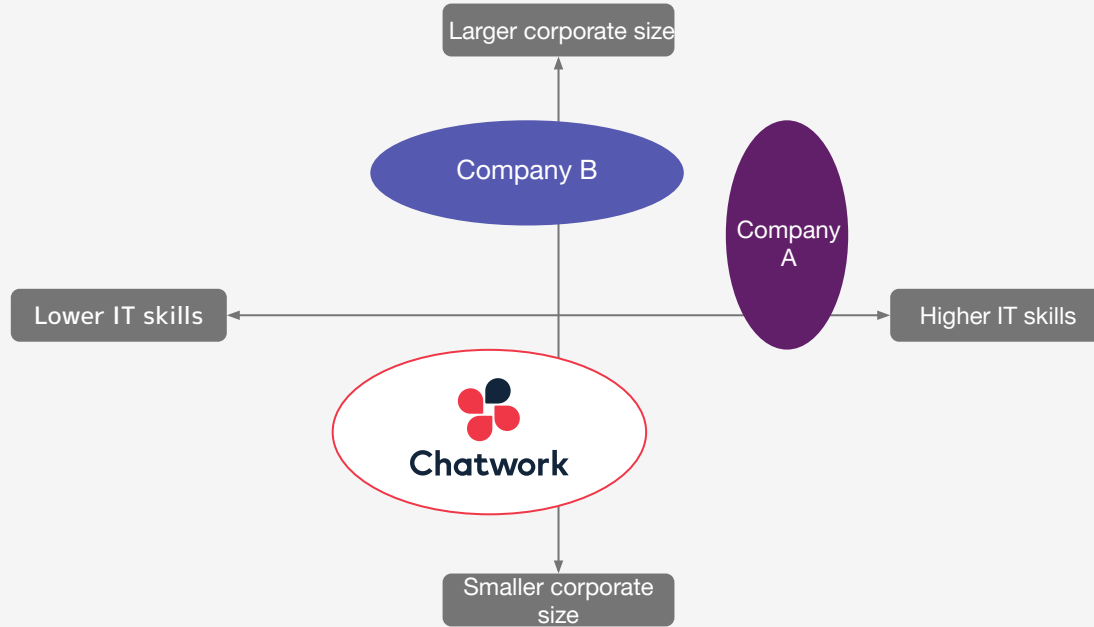 Larger corporate size
Company B
Company
A
Lower IT skills
Higher IT skills
Chatwork
Smaller corporate
size